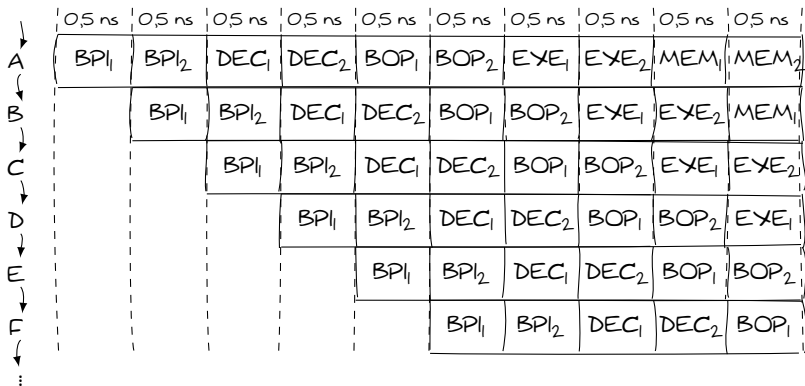 0,5 ns 0,5 ns 0,5 ns 0,5 ns 0,5 ns 0,5 ns 0,5 ns 0,5 ns 0,5 ns 0,5 ns
A BPI₁ BPI₂ DEC₁ DEC₂ BOP₁ BOP₂ EXE₁ EXE₂ MEM₁ MEM₂
B BPI₁ BPI₂ DEC₁ DEC₂ BOP₁ BOP₂ EXE₁ EXE₂ MEM₁
C BPI₁ BPI₂ DEC₁ DEC₂ BOP₁ BOP₂ EXE₁ EXE₂
D BPI₁ BPI₂ DEC₁ DEC₂ BOP₁ BOP₂ EXE₁
E BPI₁ BPI₂ DEC₁ DEC₂ BOP₁ BOP₂
F BPI₁ BPI₂ DEC₁ DEC₂ BOP₁
...